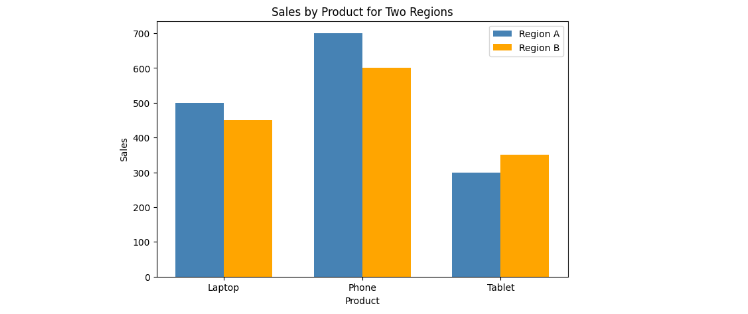 Sales by Product for Two Regions
Region A
Region B
700
600
500
400
300
200
100
0
Sales
Laptop
Phone
Tablet
Product